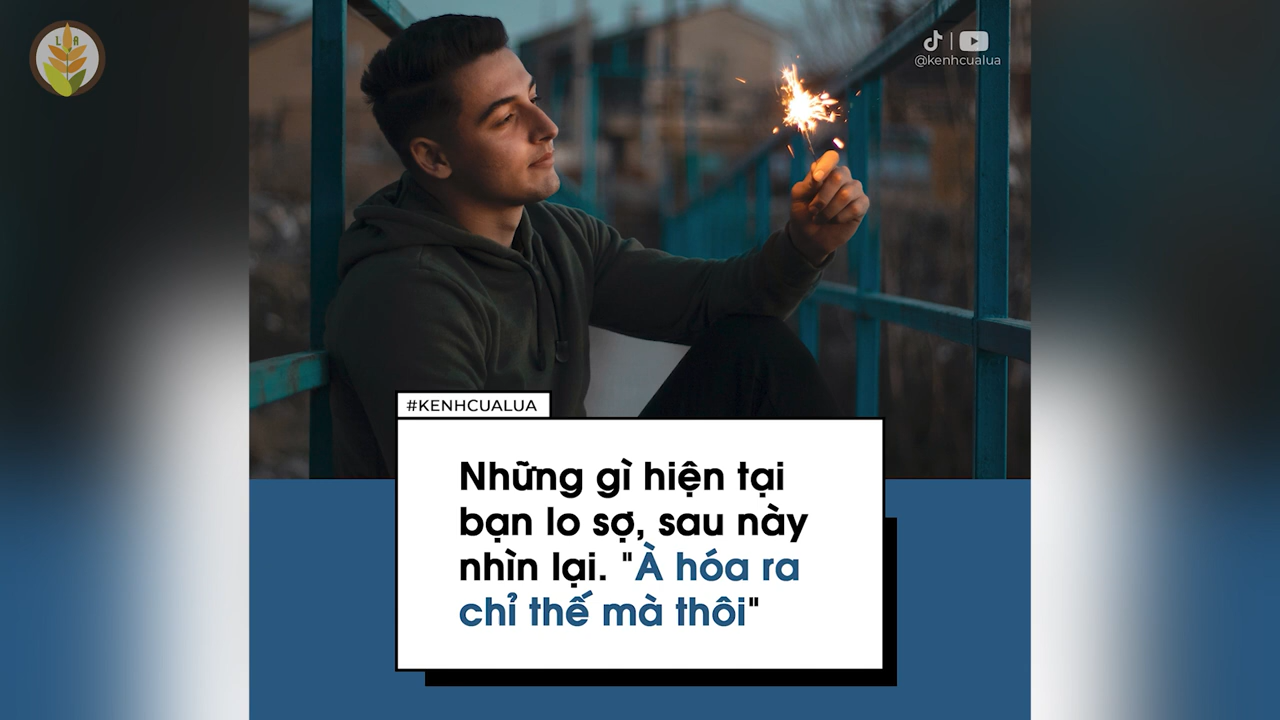 L A
@kenhcualua
#KENHCUALUA
Những gì hiện tại
bạn lo sợ, sau này
nhìn lại. "À hóa ra
chỉ thế mà thôi"